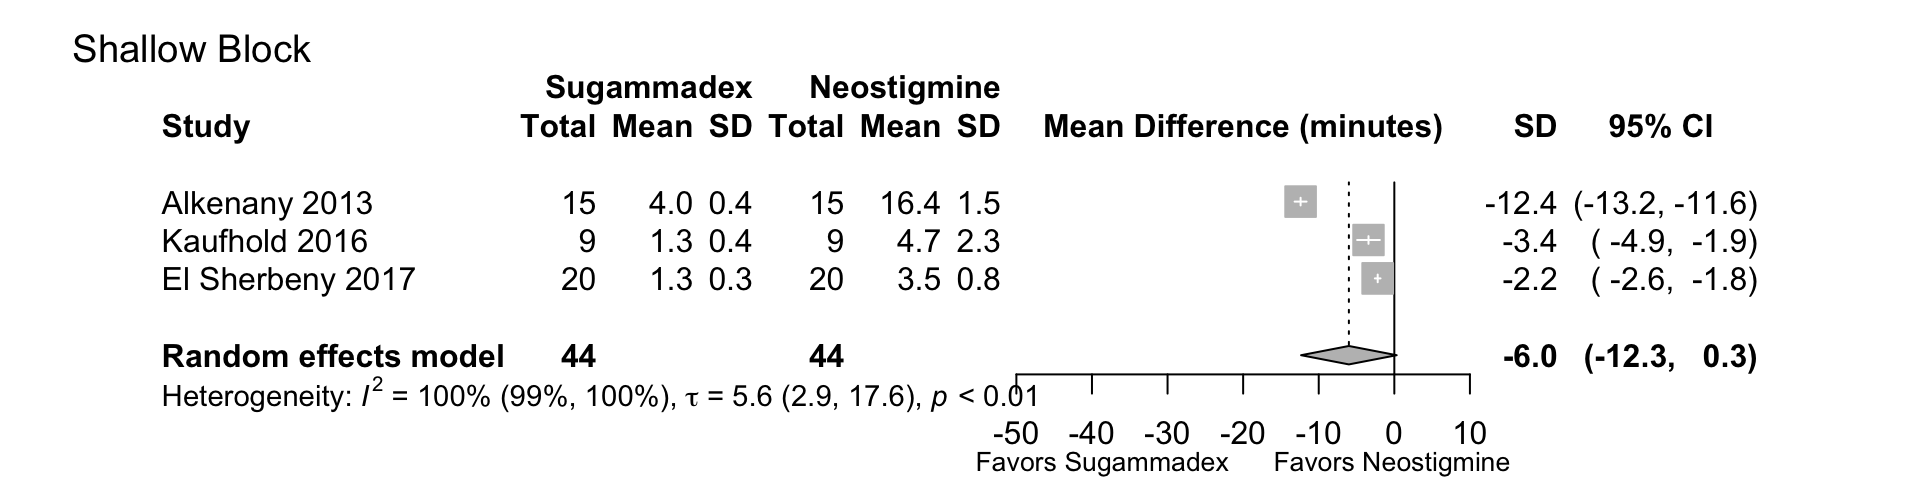 Shallow Block
Sugammadex Neostigmine
Study Total Mean SD Total Mean SD Mean Difference (minutes) SD 95% CI
Alkenany 2013 15 4.0 0.4 15 16.4 1.5 -12.4 (-13.2, -11.6)
Kaufhold 2016 9 1.3 0.4 9 4.7 2.3 -3.4 ( -4.9, -1.9)
El Sherbeny 2017 20 1.3 0.3 20 3.5 0.8 -2.2 ( -2.6, -1.8)
Random effects model 44 44 -6.0 (-12.3, 0.3)
Heterogeneity: I² = 100% (99%, 100%), τ = 5.6 (2.9, 17.6), p < 0.01
-50 -40 -30 -20 -10 0 10
Favors Sugammadex Favors Neostigmine